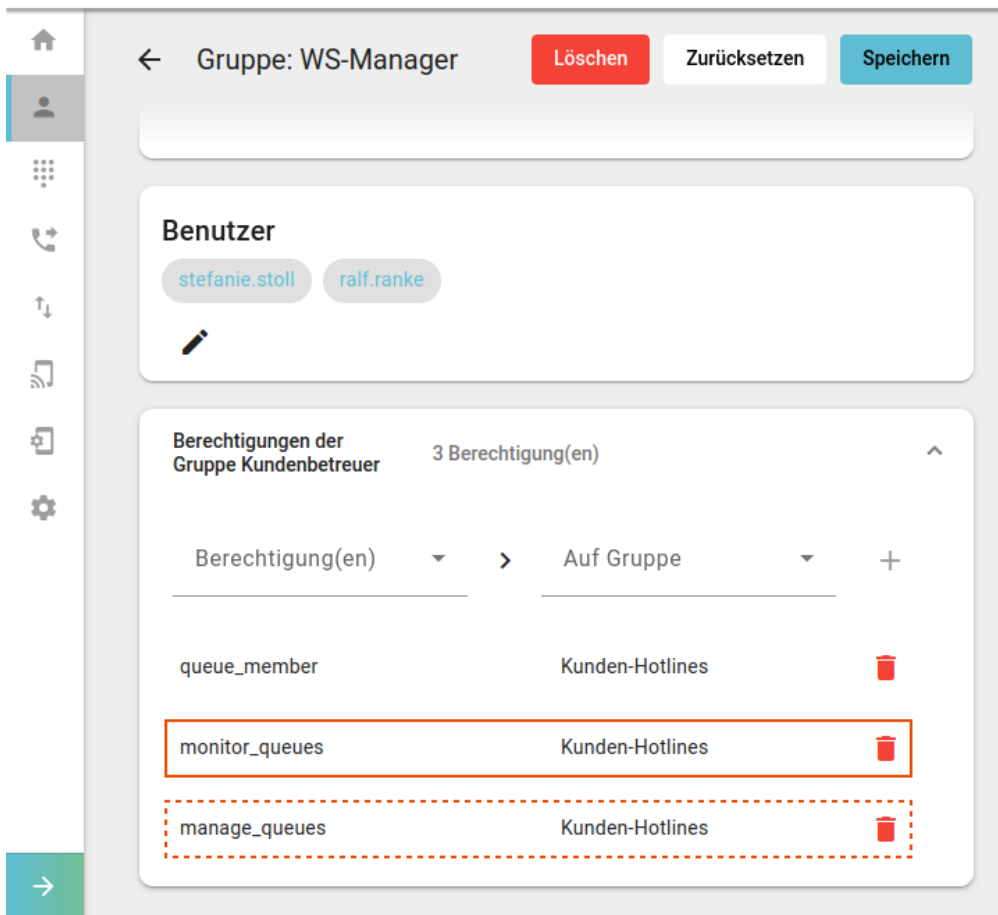 Gruppe: WS-Manager
Löschen
Zurücksetzen
Speichern
Benutzer
stefanie.stoll
ralf.ranke
Berechtigungen der
Gruppe Kundenbetreuer
3 Berechtigung(en)
Berechtigung(en)
Auf Gruppe
queue_member
Kunden-Hotlines
monitor_queues
Kunden-Hotlines
manage_queues
Kunden-Hotlines